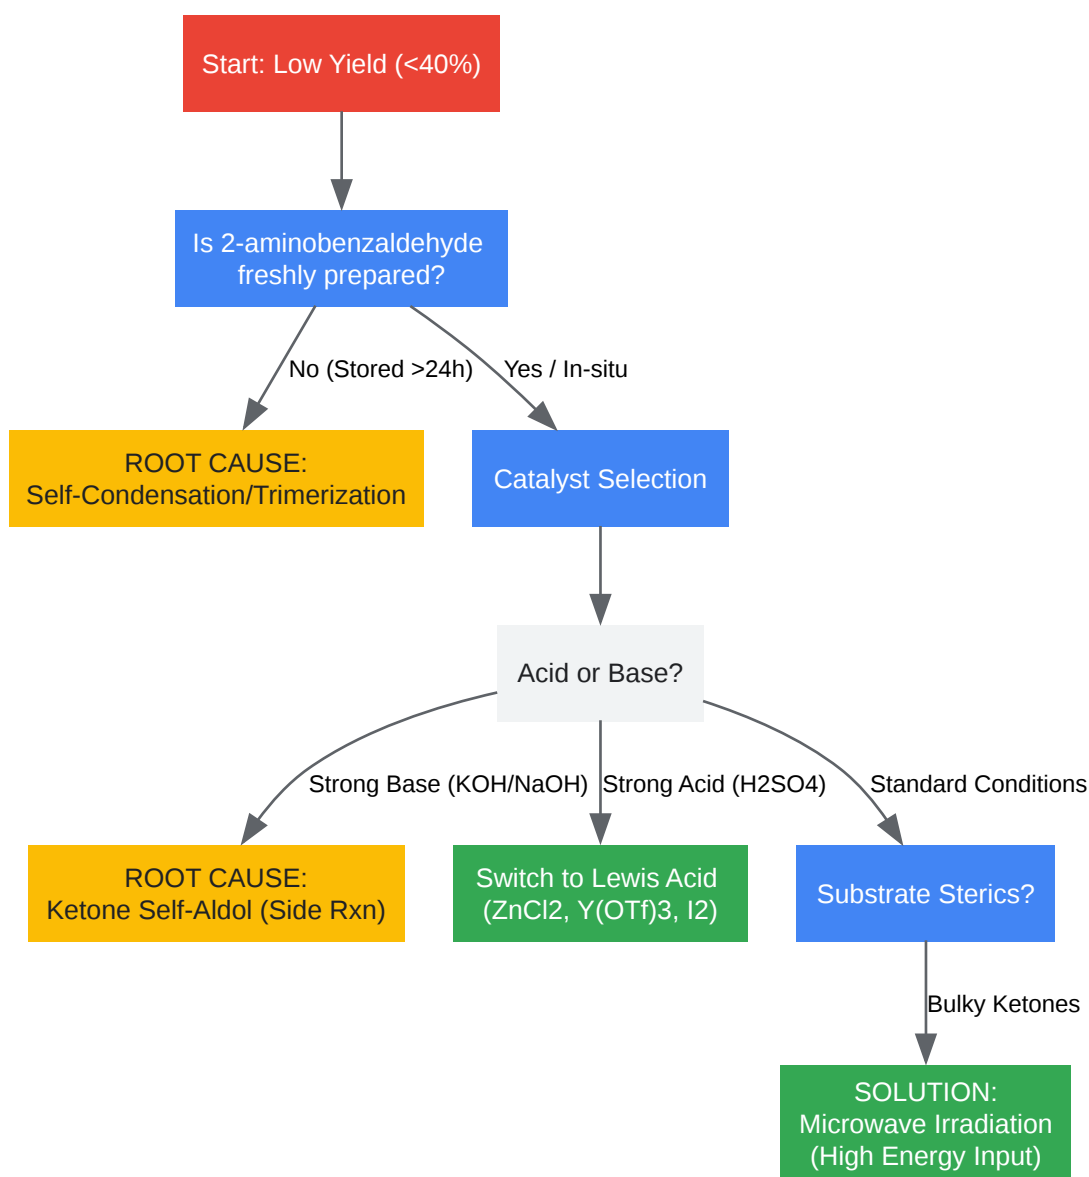 Start: Low Yield (<40%)
Is 2-aminobenzaldehyde
freshly prepared?
No (Stored >24h)
Yes / In-situ
ROOT CAUSE:
Self-Condensation/Trimerization
Catalyst Selection
Acid or Base?
Strong Base (KOH/NaOH)
Strong Acid (H2SO4)
Standard Conditions
ROOT CAUSE:
Ketone Self-Aldol (Side Rxn)
Switch to Lewis Acid
(ZnCl2, Y(OTf)3, I2)
Substrate Sterics?
Bulky Ketones
SOLUTION:
Microwave Irradiation
(High Energy Input)